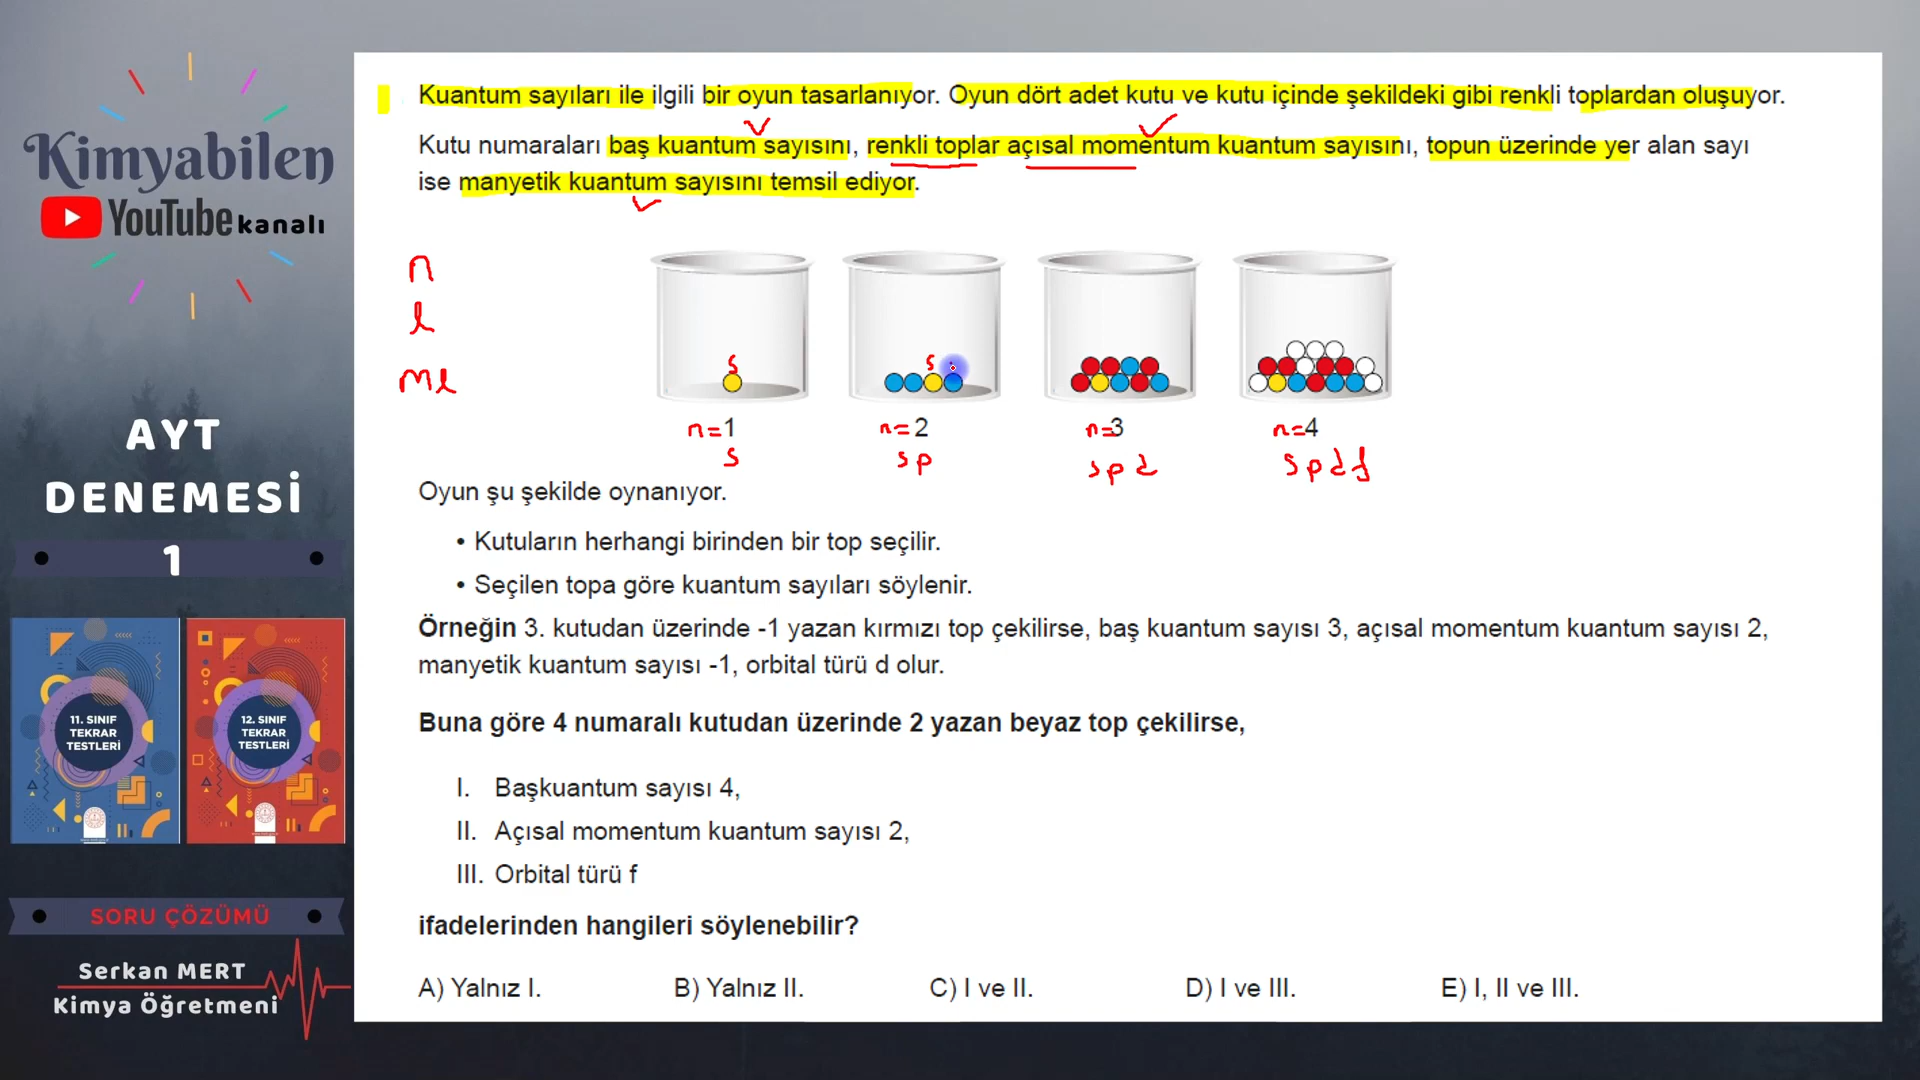 Kimyabilen
YouTube kanalı
AYT
DENEMESİ
1
11. SINIF
TEKRAR
TESTLERİ
12. SINIF
TEKRAR
TESTLERİ
SORU ÇÖZÜMÜ
Serkan MERT
Kimya Öğretmeni
Kuantum sayıları ile ilgili bir oyun tasarlanıyor. Oyun dört adet kutu ve kutu içinde şekildeki gibi renkli toplardan oluşuyor.
Kutu numaraları baş kuantum sayısını, renkli toplar açısal momentum kuantum sayısını, topun üzerinde yer alan sayı
ise manyetik kuantum sayısını temsil ediyor.
n
l
ml
s
s
n=1
n=2
n=3
n=4
s
s p
s p d
s p d f
Oyun şu şekilde oynanıyor.
• Kutuların herhangi birinden bir top seçilir.
• Seçilen topa göre kuantum sayıları söylenir.
Örneğin 3. kutudan üzerinde -1 yazan kırmızı top çekilirse, baş kuantum sayısı 3, açısal momentum kuantum sayısı 2,
manyetik kuantum sayısı -1, orbital türü d olur.
Buna göre 4 numaralı kutudan üzerinde 2 yazan beyaz top çekilirse,
I. Başkuantum sayısı 4,
II. Açısal momentum kuantum sayısı 2,
III. Orbital türü f
ifadelerinden hangileri söylenebilir?
A) Yalnız I.
B) Yalnız II.
C) I ve II.
D) I ve III.
E) I, II ve III.